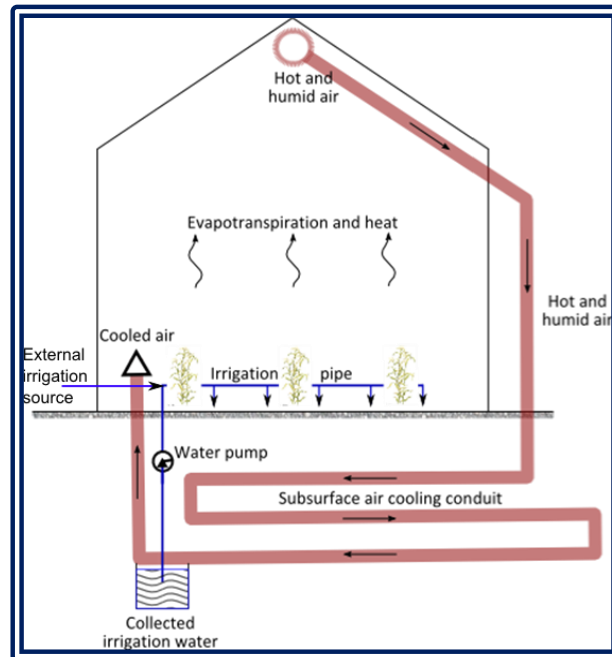 Hot and
humid air
Evapotranspiration and heat
Hot and
humid air
Cooled air
External
irrigation
source
Irrigation pipe
Water pump
Subsurface air cooling conduit
Collected
irrigation water